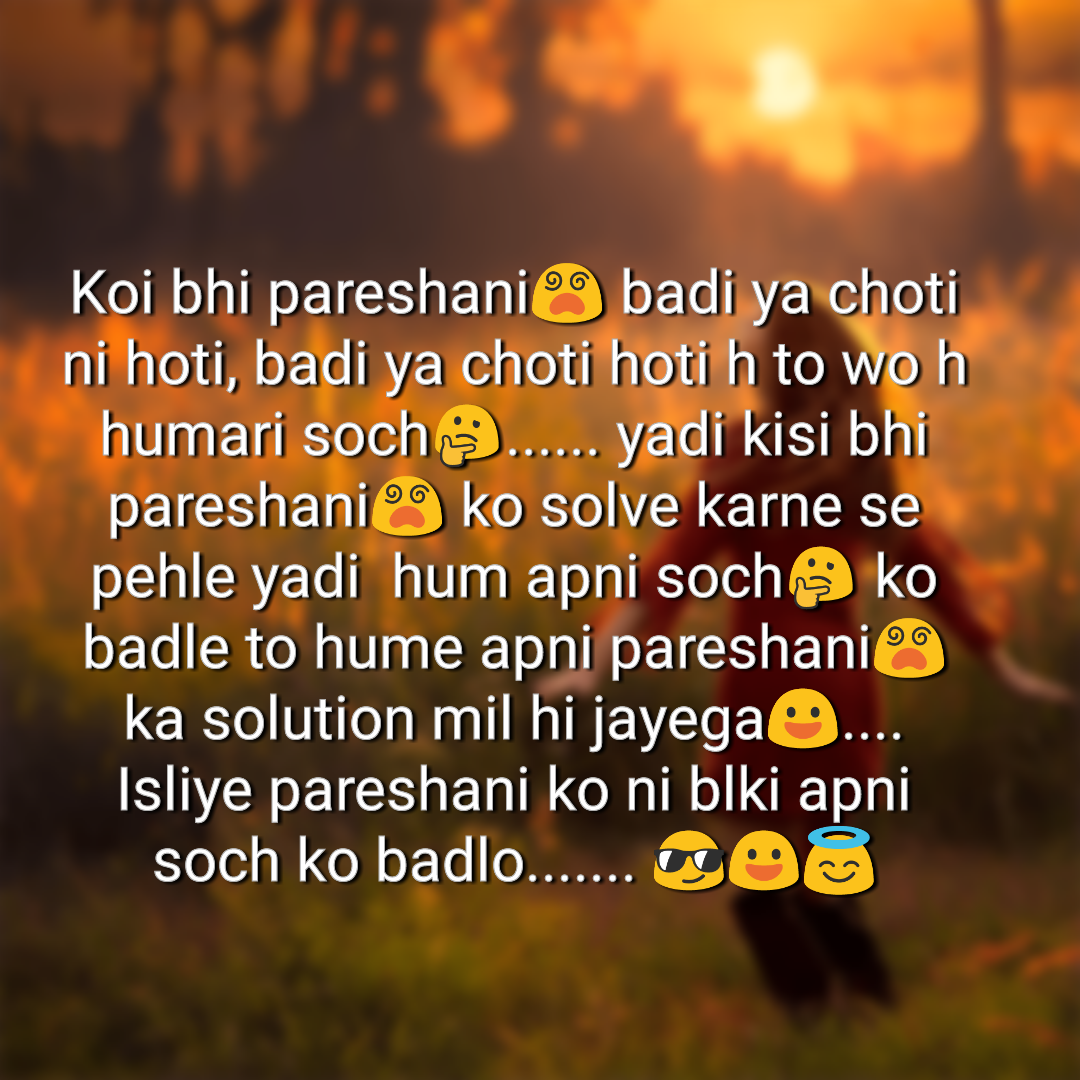 Koi bhi pareshani😵 badi ya choti
ni hoti, badi ya choti hoti h to wo h
humari soch🤔...... yadi kisi bhi
pareshani😵 ko solve karne se
pehle yadi  hum apni soch🤔 ko
badle to hume apni pareshani😵
ka solution mil hi jayega😃....
Isliye pareshani ko ni blki apni
soch ko badlo....... 😎😃😇